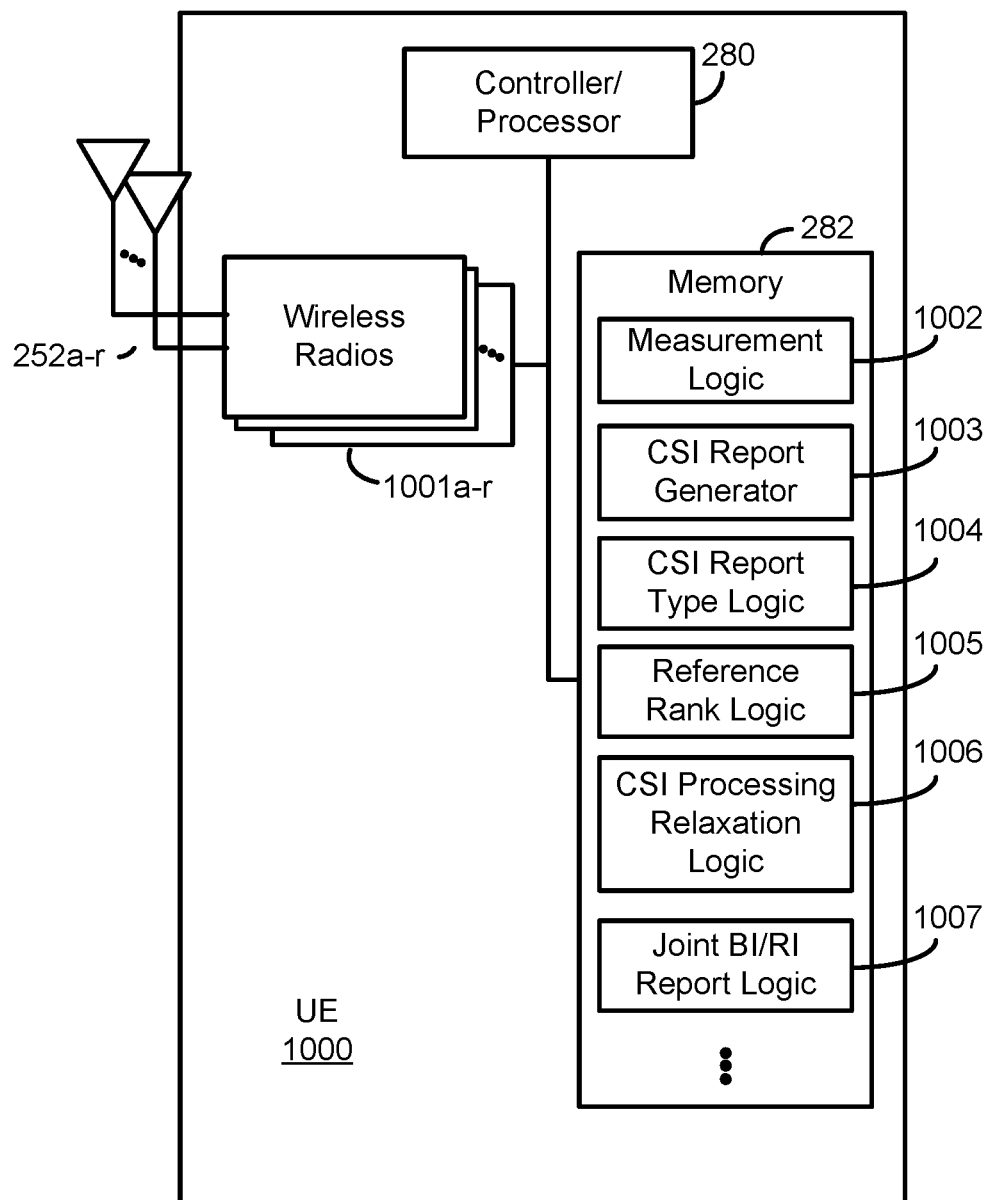 280
Controller/
Processor
282
Memory
Wireless
Radios
252a-r
1001a-r
Measurement
Logic
1002
CSI Report
Generator
1003
CSI Report
Type Logic
1004
Reference
Rank Logic
1005
CSI Processing
Relaxation
Logic
1006
Joint BI/RI
Report Logic
1007
UE
1000